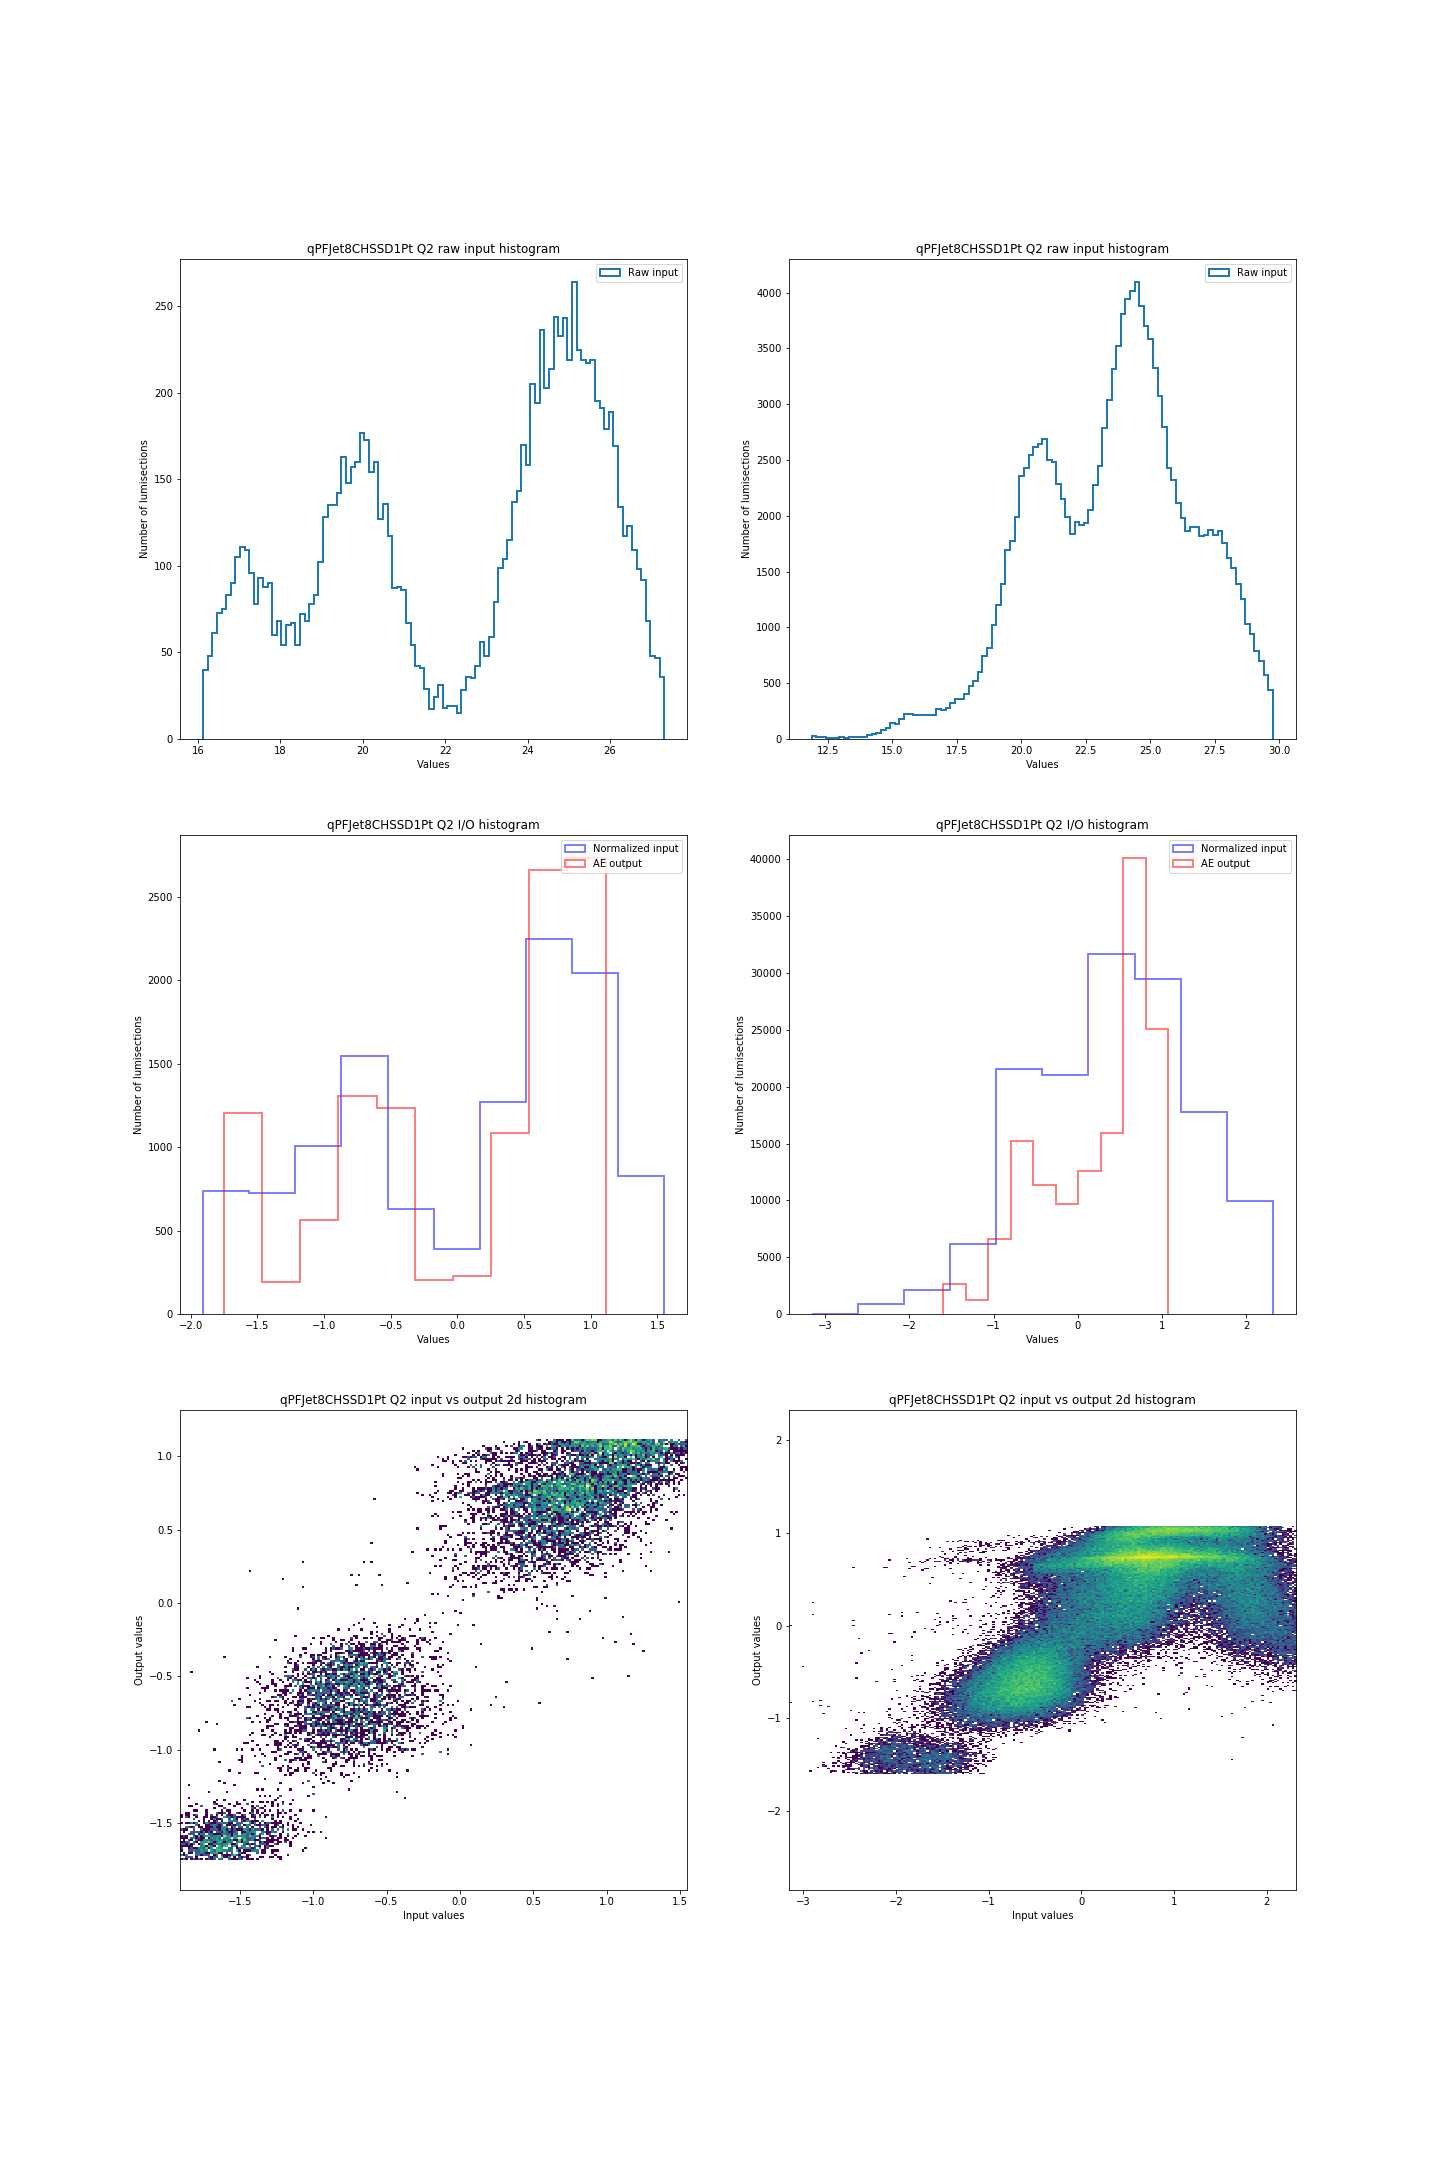 qPFJet8CHSSD1Pt Q2 raw input histogram
Raw input
250
200
150
100
50
0
Number of lumisections
16 18 20 22 24 26
Values
qPFJet8CHSSD1Pt Q2 raw input histogram
Raw input
4000
3500
3000
2500
2000
1500
1000
500
0
Number of lumisections
12.5 15.0 17.5 20.0 22.5 25.0 27.5 30.0
Values
qPFJet8CHSSD1Pt Q2 I/O histogram
Normalized input
AE output
2500
2000
1500
1000
500
0
Number of lumisections
−2.0 −1.5 −1.0 −0.5 0.0 0.5 1.0 1.5
Values
qPFJet8CHSSD1Pt Q2 I/O histogram
Normalized input
AE output
40000
35000
30000
25000
20000
15000
10000
5000
0
Number of lumisections
−3 −2 −1 0 1 2
Values
qPFJet8CHSSD1Pt Q2 input vs output 2d histogram
1.0
0.5
0.0
−0.5
−1.0
−1.5
Output values
−1.5 −1.0 −0.5 0.0 0.5 1.0 1.5
Input values
qPFJet8CHSSD1Pt Q2 input vs output 2d histogram
2
1
0
−1
−2
Output values
−3 −2 −1 0 1 2
Input values